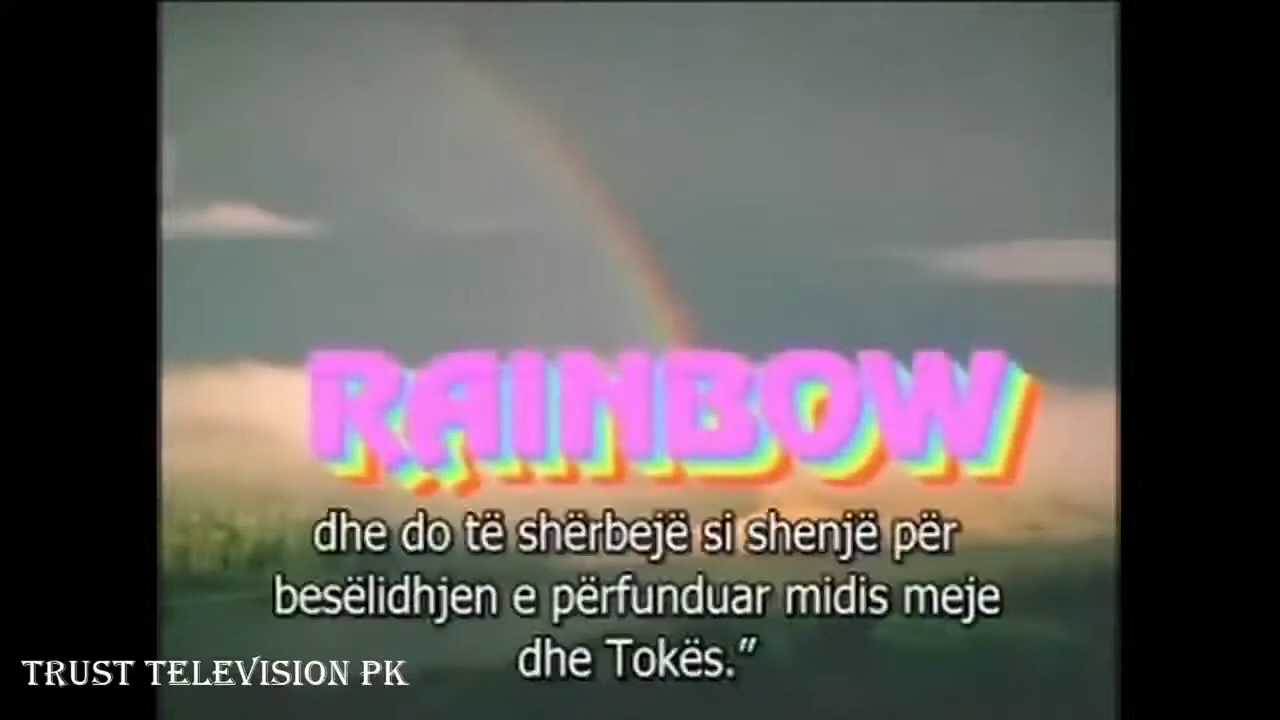 RAINBOW
dhe do të shërbejë si shenjë për
besëlidhjen e përfunduar midis meje
dhe Tokës.”
TRUST TELEVISION PK